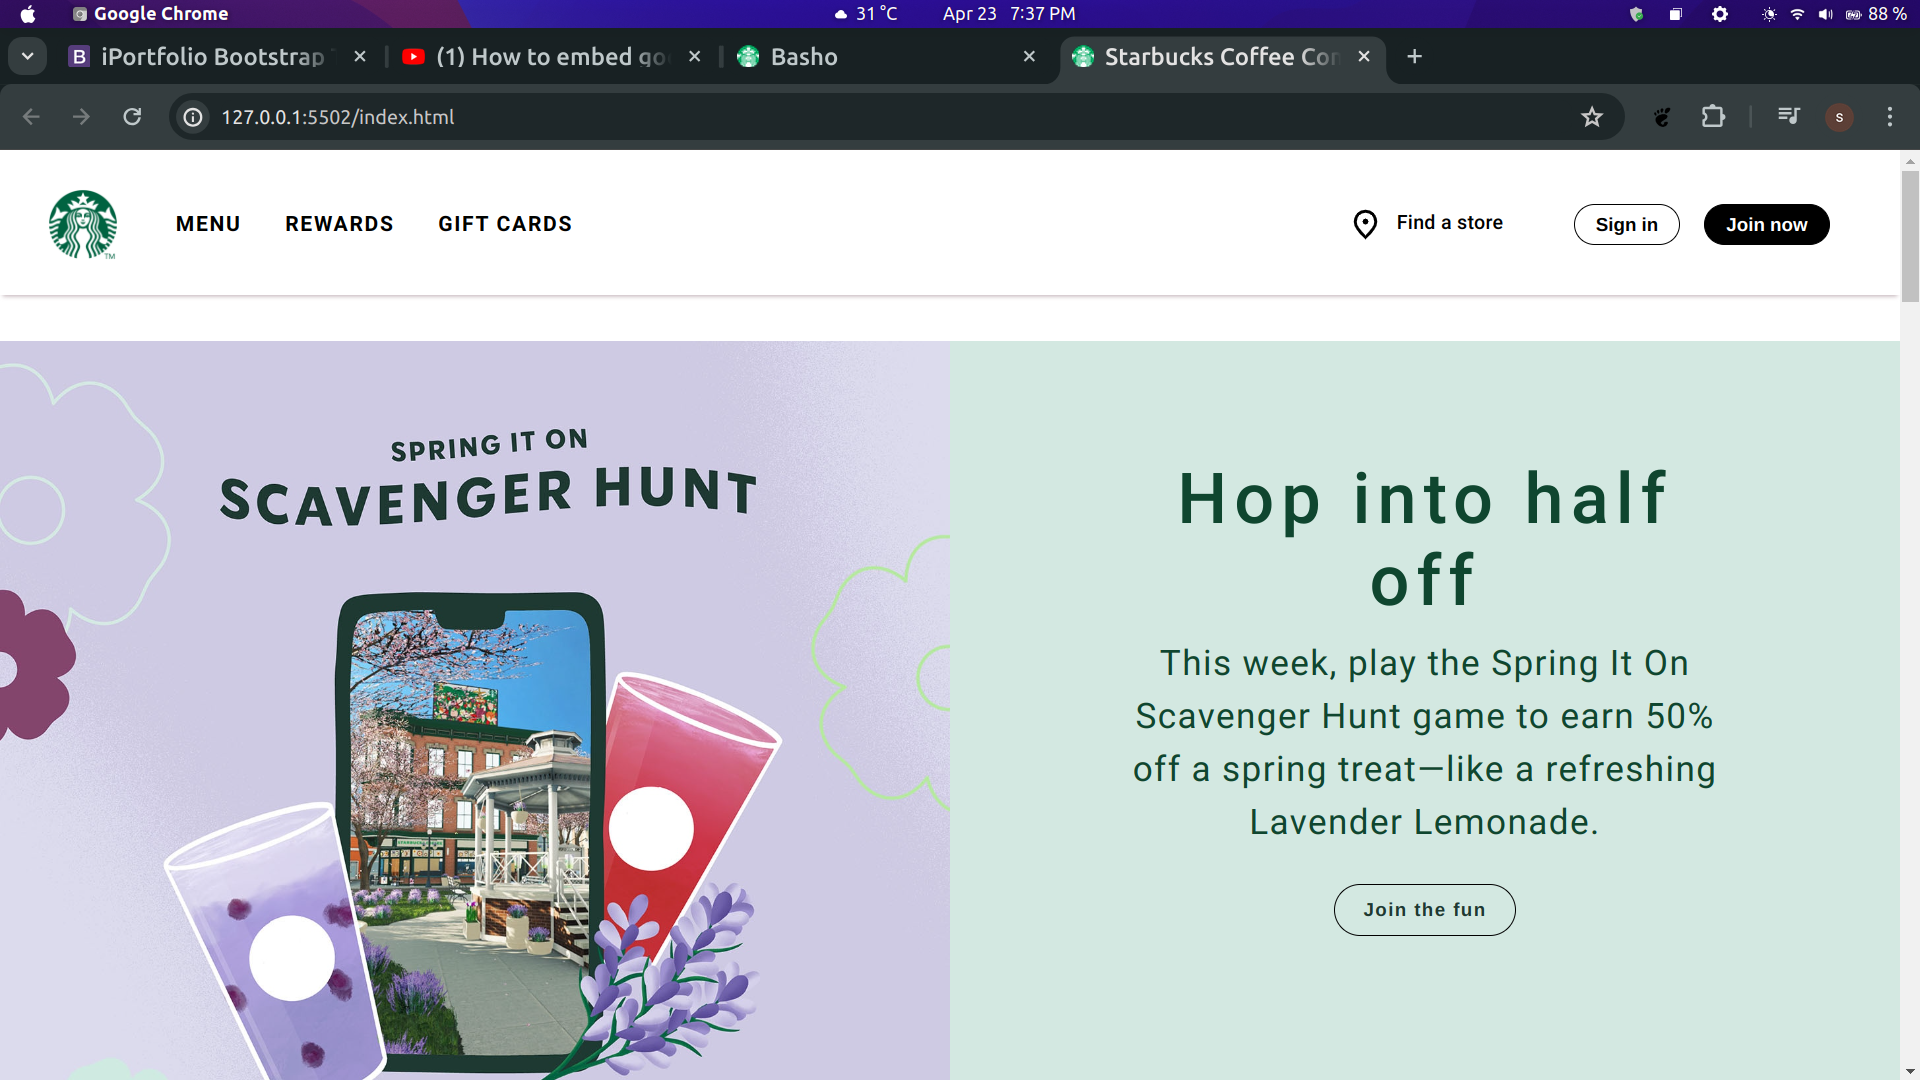 Google Chrome
31 °C
Apr 23 7:37 PM
88 %
iPortfolio Bootstrap
(1) How to embed go
Basho
Starbucks Coffee Co
127.0.0.1:5502/index.html
S
MENU
REWARDS
GIFT CARDS
Find a store
Sign in
Join now
TM
SPRING IT ON
SCAVENGER HUNT
Hop into half
off
This week, play the Spring It On
Scavenger Hunt game to earn 50%
off a spring treat—like a refreshing
Lavender Lemonade.
Join the fun